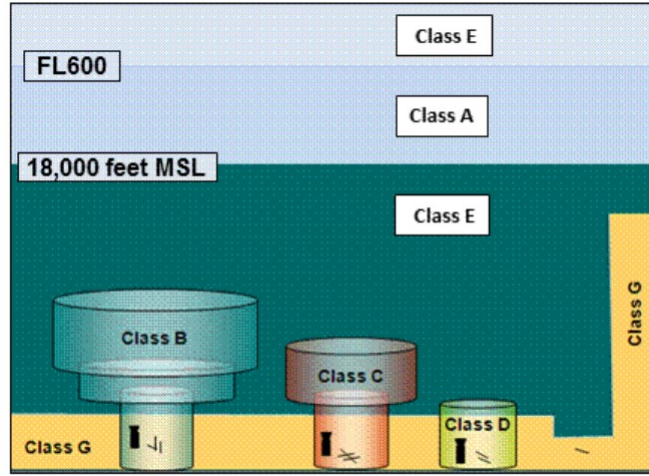 Class E
FL600
Class A
18,000 feet MSL
Class E
Class G
Class B
Class C
Class D
Class G